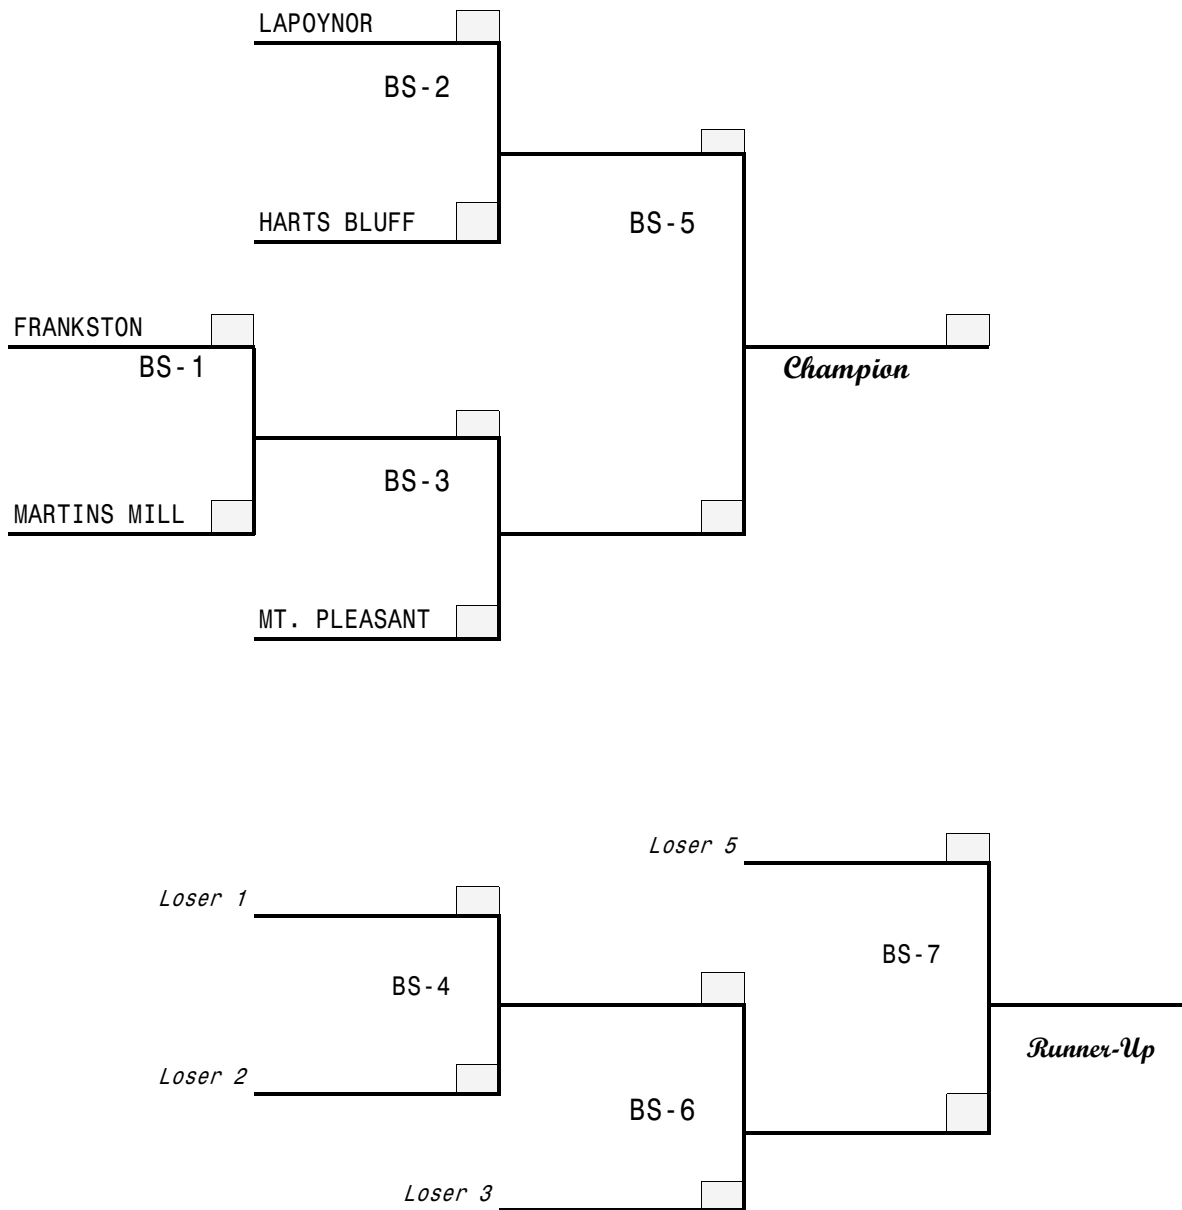 LAPOYNOR
BS-2
HARTS BLUFF
BS-5
FRANKSTON
BS-1
Champion
BS-3
MARTINS MILL
MT. PLEASANT
Loser 5
Loser 1
BS-7
BS-4
Runner-Up
Loser 2
BS-6
Loser 3